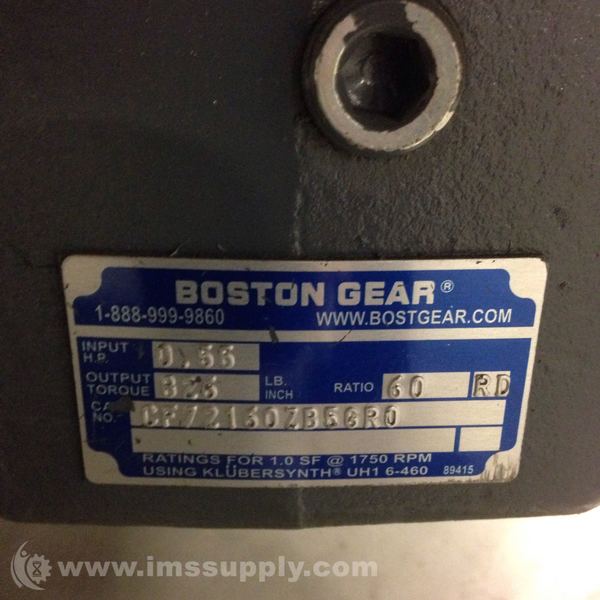 BOSTON GEAR®
1-888-999-9860 WWW.BOSTGEAR.COM
INPUT H.P. 0.56
OUTPUT TORQUE LB. INCH RATIO 60 RD
CAT. NO.
RATINGS FOR 1.0 SF @ 1750 RPM
USING KLÜBERSYNTH® UH1 6-460 89415
www.imssupply.com